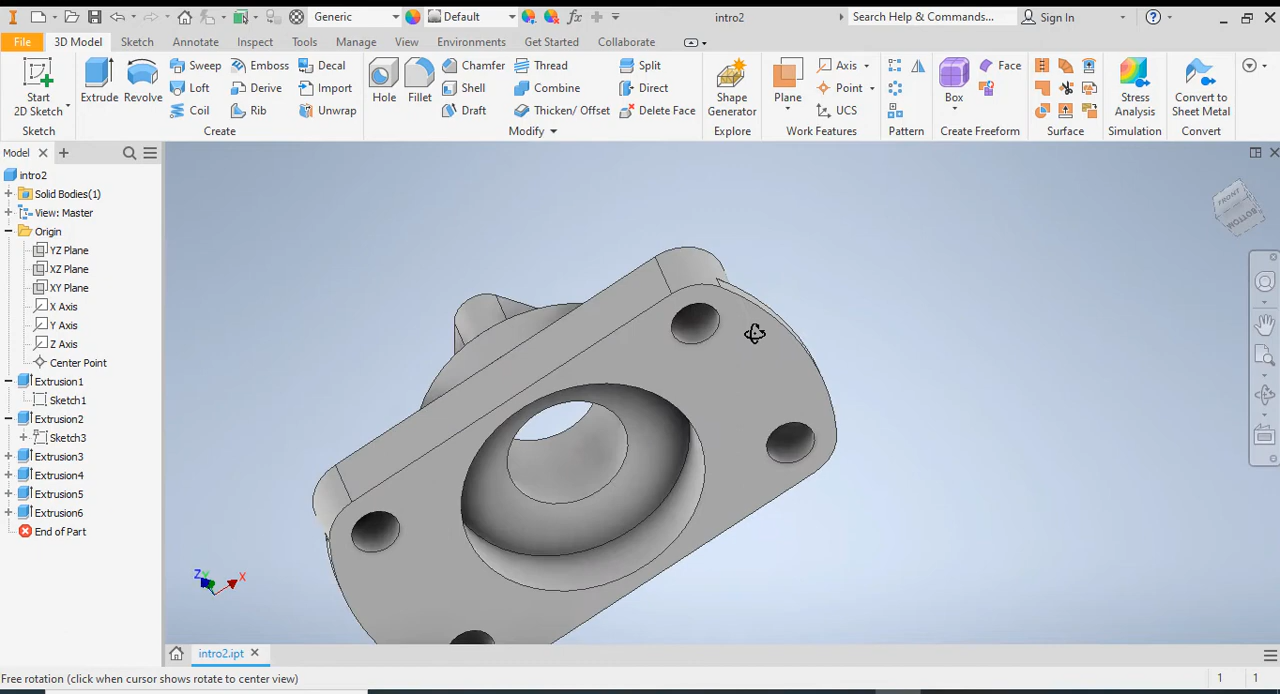 Generic Default fx intro2 Search Help & Commands... Sign In
File 3D Model Sketch Annotate Inspect Tools Manage View Environments Get Started Collaborate
Start 2D Sketch
Sketch
Extrude Revolve Sweep Emboss Decal
Loft Derive Import
Coil Rib Unwrap
Create
Hole Fillet Chamfer Thread Split
Shell Combine Direct
Draft Thicken/ Offset Delete Face
Modify
Shape Generator
Explore
Plane Axis
Point
UCS
Work Features
Pattern
Box Face
Create Freeform
Surface
Stress Analysis
Simulation
Convert to Sheet Metal
Convert
Model
intro2
Solid Bodies(1)
View: Master
Origin
YZ Plane
XZ Plane
XY Plane
X Axis
Y Axis
Z Axis
Center Point
Extrusion1
Sketch1
Extrusion2
Sketch3
Extrusion3
Extrusion4
Extrusion5
Extrusion6
End of Part
FRONT
BOTTOM
Z Y X
intro2.ipt
Free rotation (click when cursor shows rotate to center view) 1 1